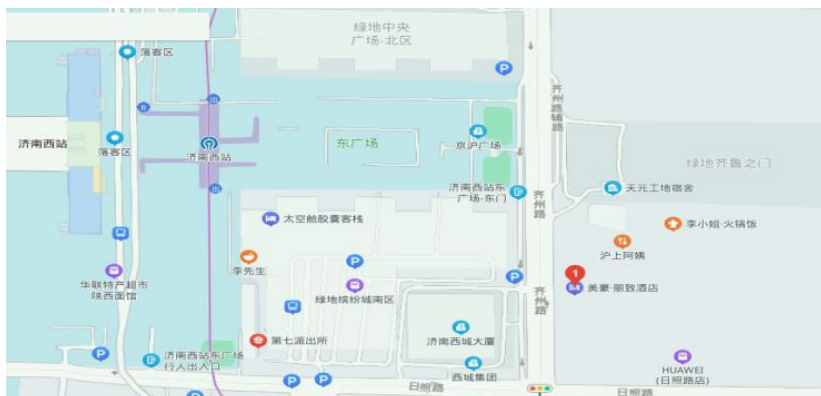 绿地中央
广场-北区
落客区
P
齐州路辅路
济南西站
落客区
济南西站
东广场
京沪广场
绿地齐鲁之门
济南西站东
广场-东门
齐州路
天元工地宿舍
太空舱胶囊客栈
李小姐·火锅饭
沪上阿姨
李先生
P
P
1
华联特产超市
陕西面馆
绿地缤纷城南区
齐州路
美豪·丽致酒店
第七派出所
济南西城大厦
P
济南西站东广场
行人出入口
西城集团
HUAWEI
(日照路店)
P
P
P
日照路
日照路